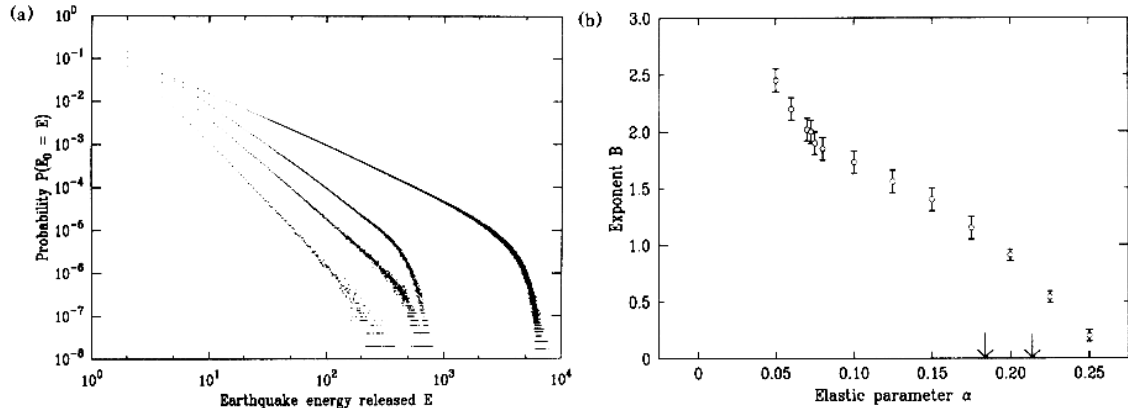 (a)
10⁰
10⁻¹
10⁻²
10⁻³
10⁻⁴
10⁻⁵
10⁻⁶
10⁻⁷
10⁻⁸
Probability P(E₀ = E)
10⁰ 10¹ 10² 10³ 10⁴
Earthquake energy released E
(b)
3.0
2.5
2.0
1.5
1.0
0.5
0
Exponent B
0 0.05 0.10 0.15 0.20 0.25
Elastic parameter α